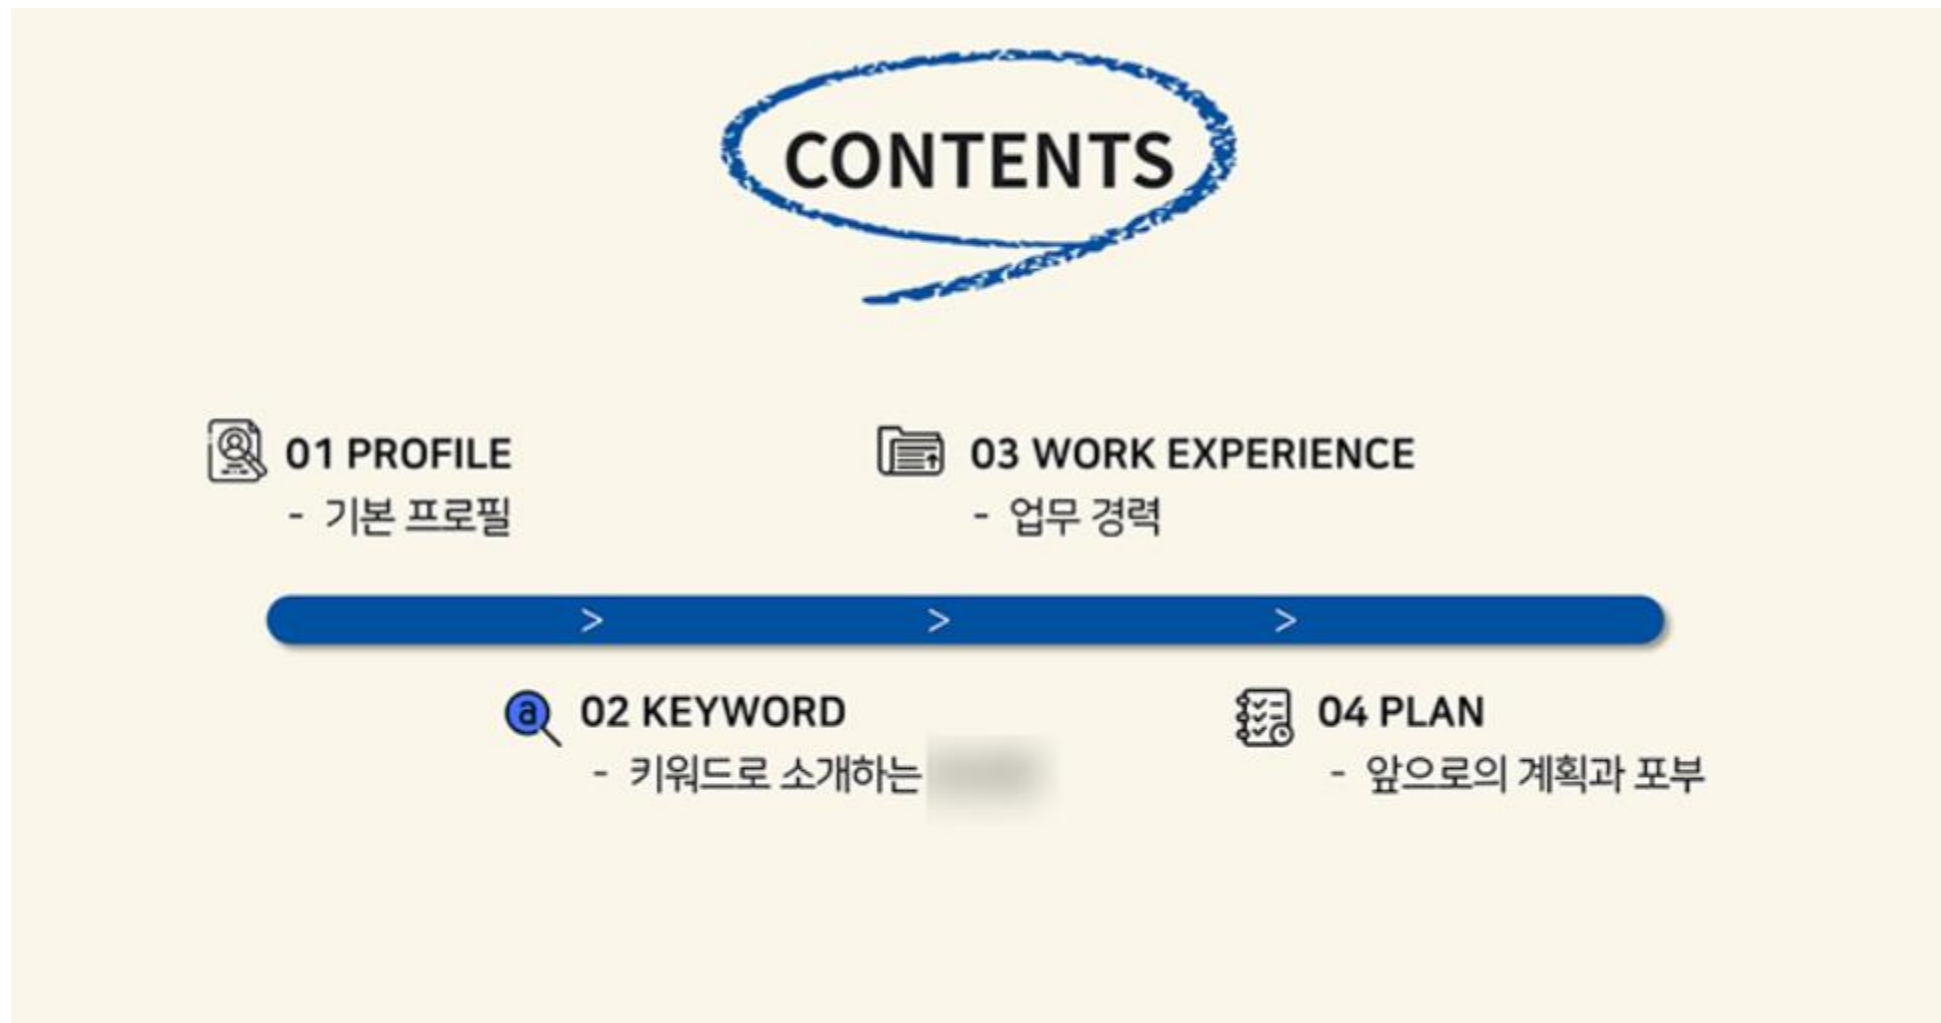 CONTENTS
01 PROFILE
- 기본 프로필
02 KEYWORD
- 키워드로 소개하는
03 WORK EXPERIENCE
- 업무 경력
04 PLAN
- 앞으로의 계획과 포부
> > >